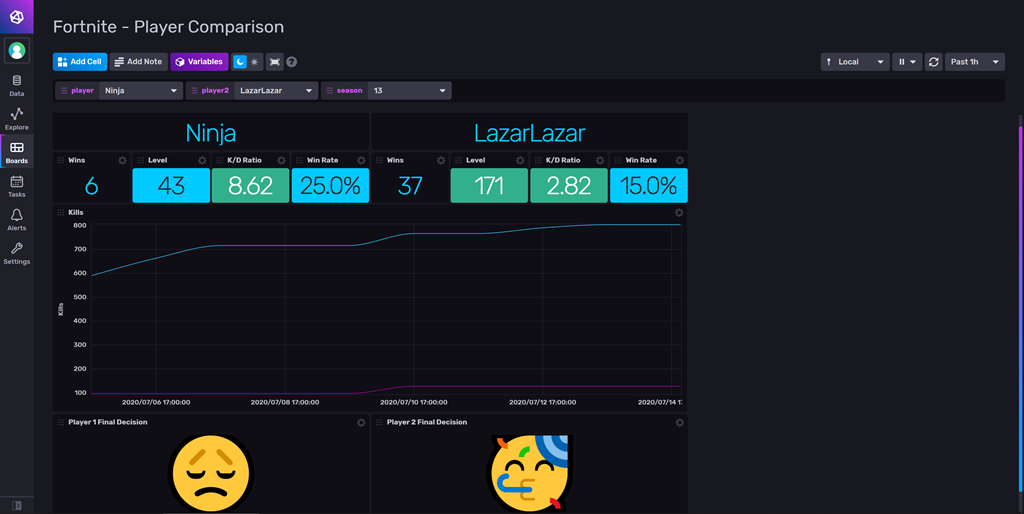 Fortnite - Player Comparison
Add Cell
Add Note
Variables
?
Local
Past 1h
player
Ninja
player2
LazarLazar
season
13
Data
Explore
Boards
Tasks
Alerts
Settings
Ninja
LazarLazar
Wins
Level
K/D Ratio
Win Rate
Wins
Level
K/D Ratio
Win Rate
6
43
8.62
25.0%
37
171
2.82
15.0%
Kills
800
700
600
500
400
300
200
100
Kills
2020/07/06 17:00:00
2020/07/08 17:00:00
2020/07/10 17:00:00
2020/07/12 17:00:00
2020/07/14 1
Player 1 Final Decision
Player 2 Final Decision